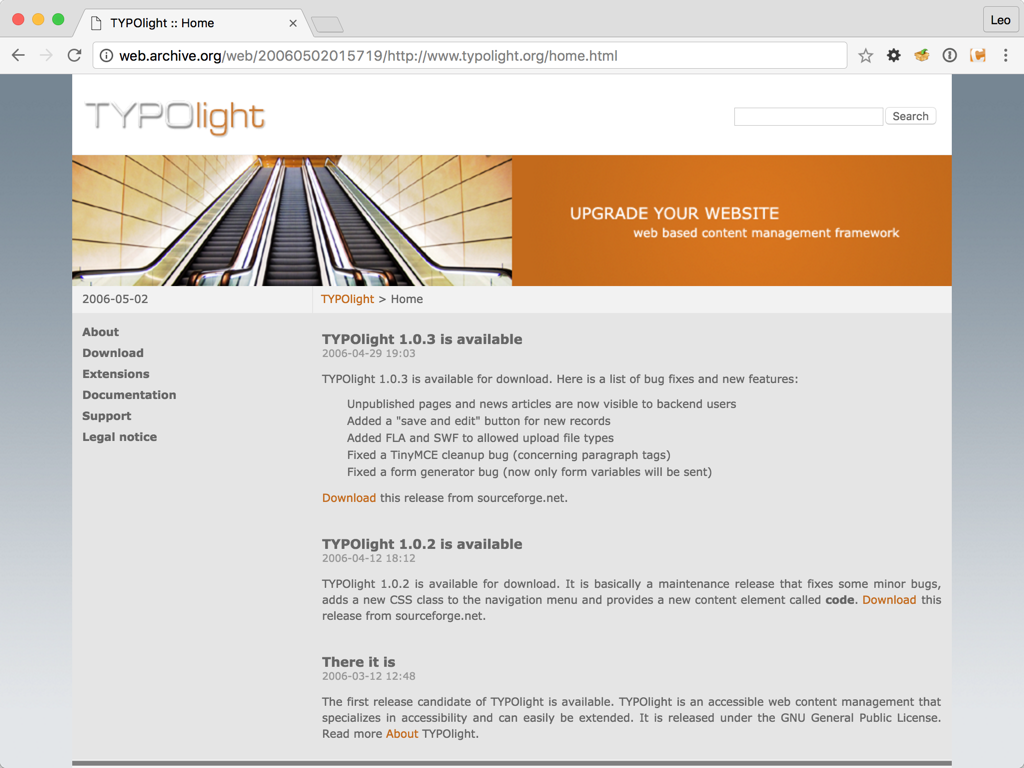 TYPOlight :: Home
Leo
web.archive.org/web/20060502015719/http://www.typolight.org/home.html
TYPOlight
Search
UPGRADE YOUR WEBSITE
web based content management framework
2006-05-02
TYPOlight > Home
About
Download
Extensions
Documentation
Support
Legal notice
TYPOlight 1.0.3 is available
2006-04-29 19:03
TYPOlight 1.0.3 is available for download. Here is a list of bug fixes and new features:
Unpublished pages and news articles are now visible to backend users
Added a "save and edit" button for new records
Added FLA and SWF to allowed upload file types
Fixed a TinyMCE cleanup bug (concerning paragraph tags)
Fixed a form generator bug (now only form variables will be sent)
Download this release from sourceforge.net.
TYPOlight 1.0.2 is available
2006-04-12 18:12
TYPOlight 1.0.2 is available for download. It is basically a maintenance release that fixes some minor bugs,
adds a new CSS class to the navigation menu and provides a new content element called code. Download this
release from sourceforge.net.
There it is
2006-03-12 12:48
The first release candidate of TYPOlight is available. TYPOlight is an accessible web content management that
specializes in accessibility and can easily be extended. It is released under the GNU General Public License.
Read more About TYPOlight.